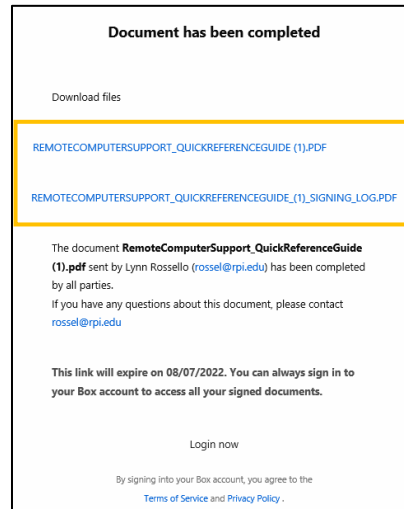 Document has been completed
Download files
REMOTECOMPUTERSUPPORT_QUICKREFERENCEGUIDE (1).PDF
REMOTECOMPUTERSUPPORT_QUICKREFERENCEGUIDE_(1)_SIGNING_LOG.PDF
The document RemoteComputerSupport_QuickReferenceGuide
(1).pdf sent by Lynn Rossello (rossel@rpi.edu) has been completed
by all parties.
If you have any questions about this document, please contact
rossel@rpi.edu
This link will expire on 08/07/2022. You can always sign in to
your Box account to access all your signed documents.
Login now
By signing into your Box account, you agree to the
Terms of Service and Privacy Policy .